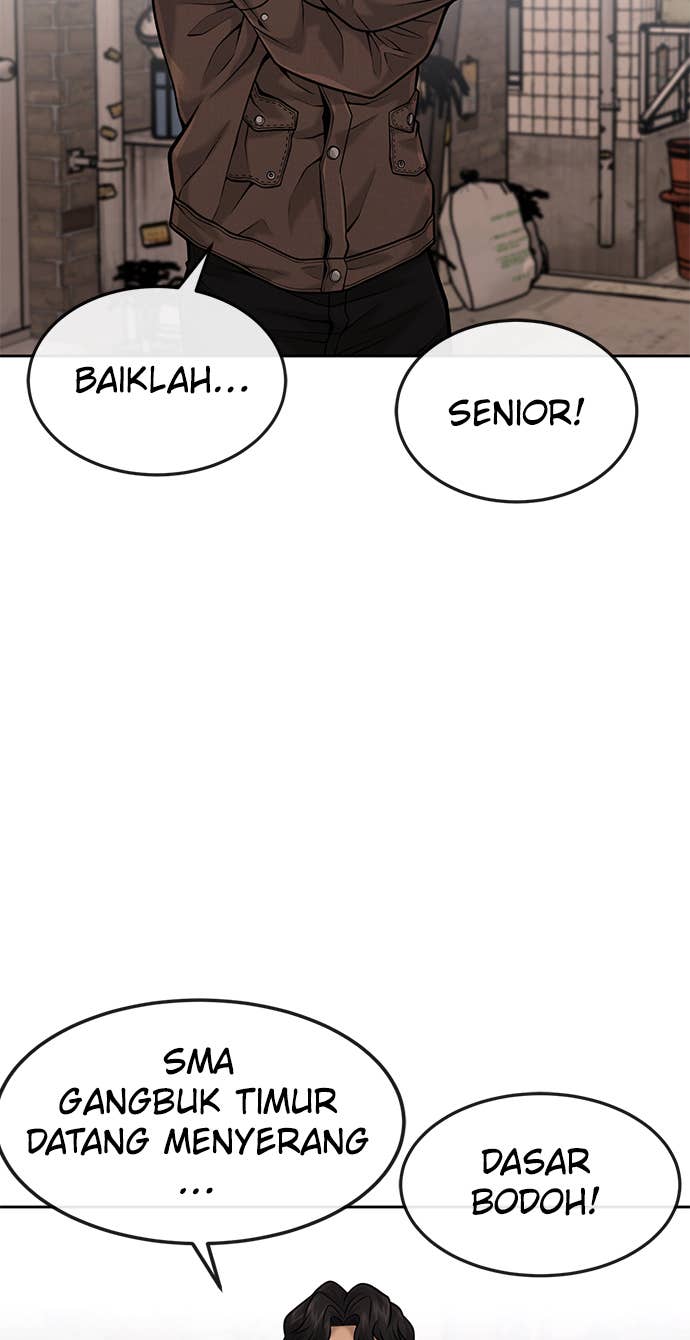 BAIKLAH...
SENIOR!
SMA
GANGBUK TIMUR
DATANG MENYERANG
...
DASAR
BODOH!